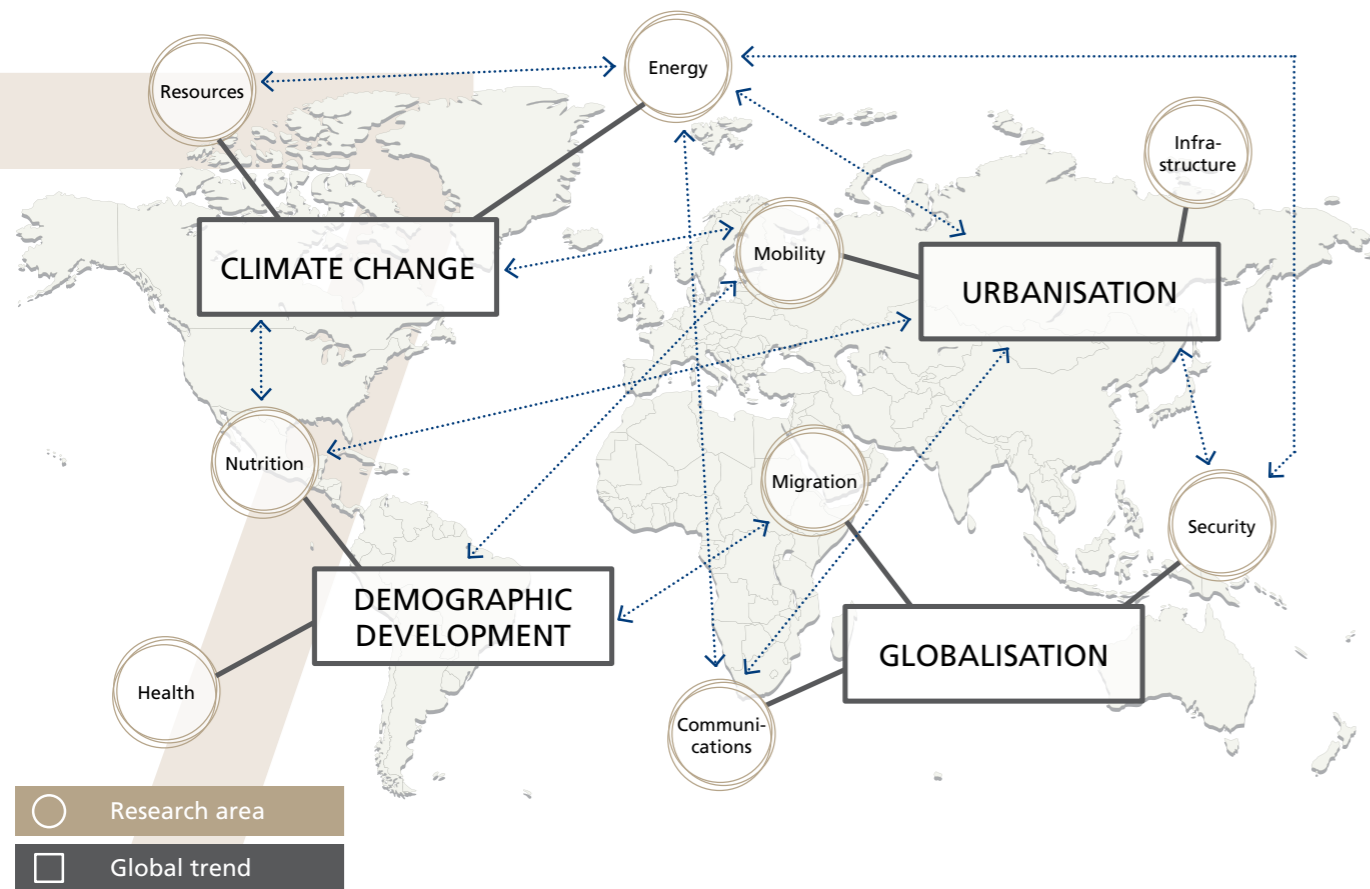 Energy
Resources
Infra-
structure
Mobility
CLIMATE CHANGE
URBANISATION
Nutrition
Migration
Security
DEMOGRAPHIC
DEVELOPMENT
GLOBALISATION
Health
Communi-
cations
Research area
Global trend